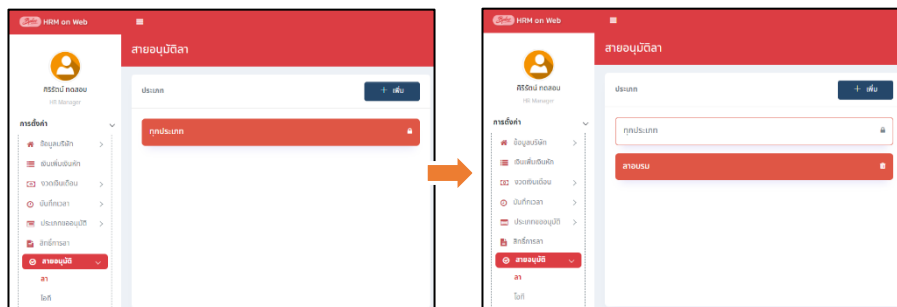 HRM on Web
สายอนุมัติลา
ศิริรัตน์ ทดสอบ
HR Manager
ประเภท
+ เพิ่ม
ทุกประเภท
การตั้งค่า
ข้อมูลบริษัท
เงินเพิ่มเงินหัก
งวดเงินเดือน
บันทึกเวลา
ประเภทขออนุมัติ
สิทธิ์การลา
สายอนุมัติ
ลา
โอที
HRM on Web
สายอนุมัติลา
ศิริรัตน์ ทดสอบ
HR Manager
ประเภท
+ เพิ่ม
ทุกประเภท
ลาอบรม
การตั้งค่า
ข้อมูลบริษัท
เงินเพิ่มเงินหัก
งวดเงินเดือน
บันทึกเวลา
ประเภทขออนุมัติ
สิทธิ์การลา
สายอนุมัติ
ลา
โอที